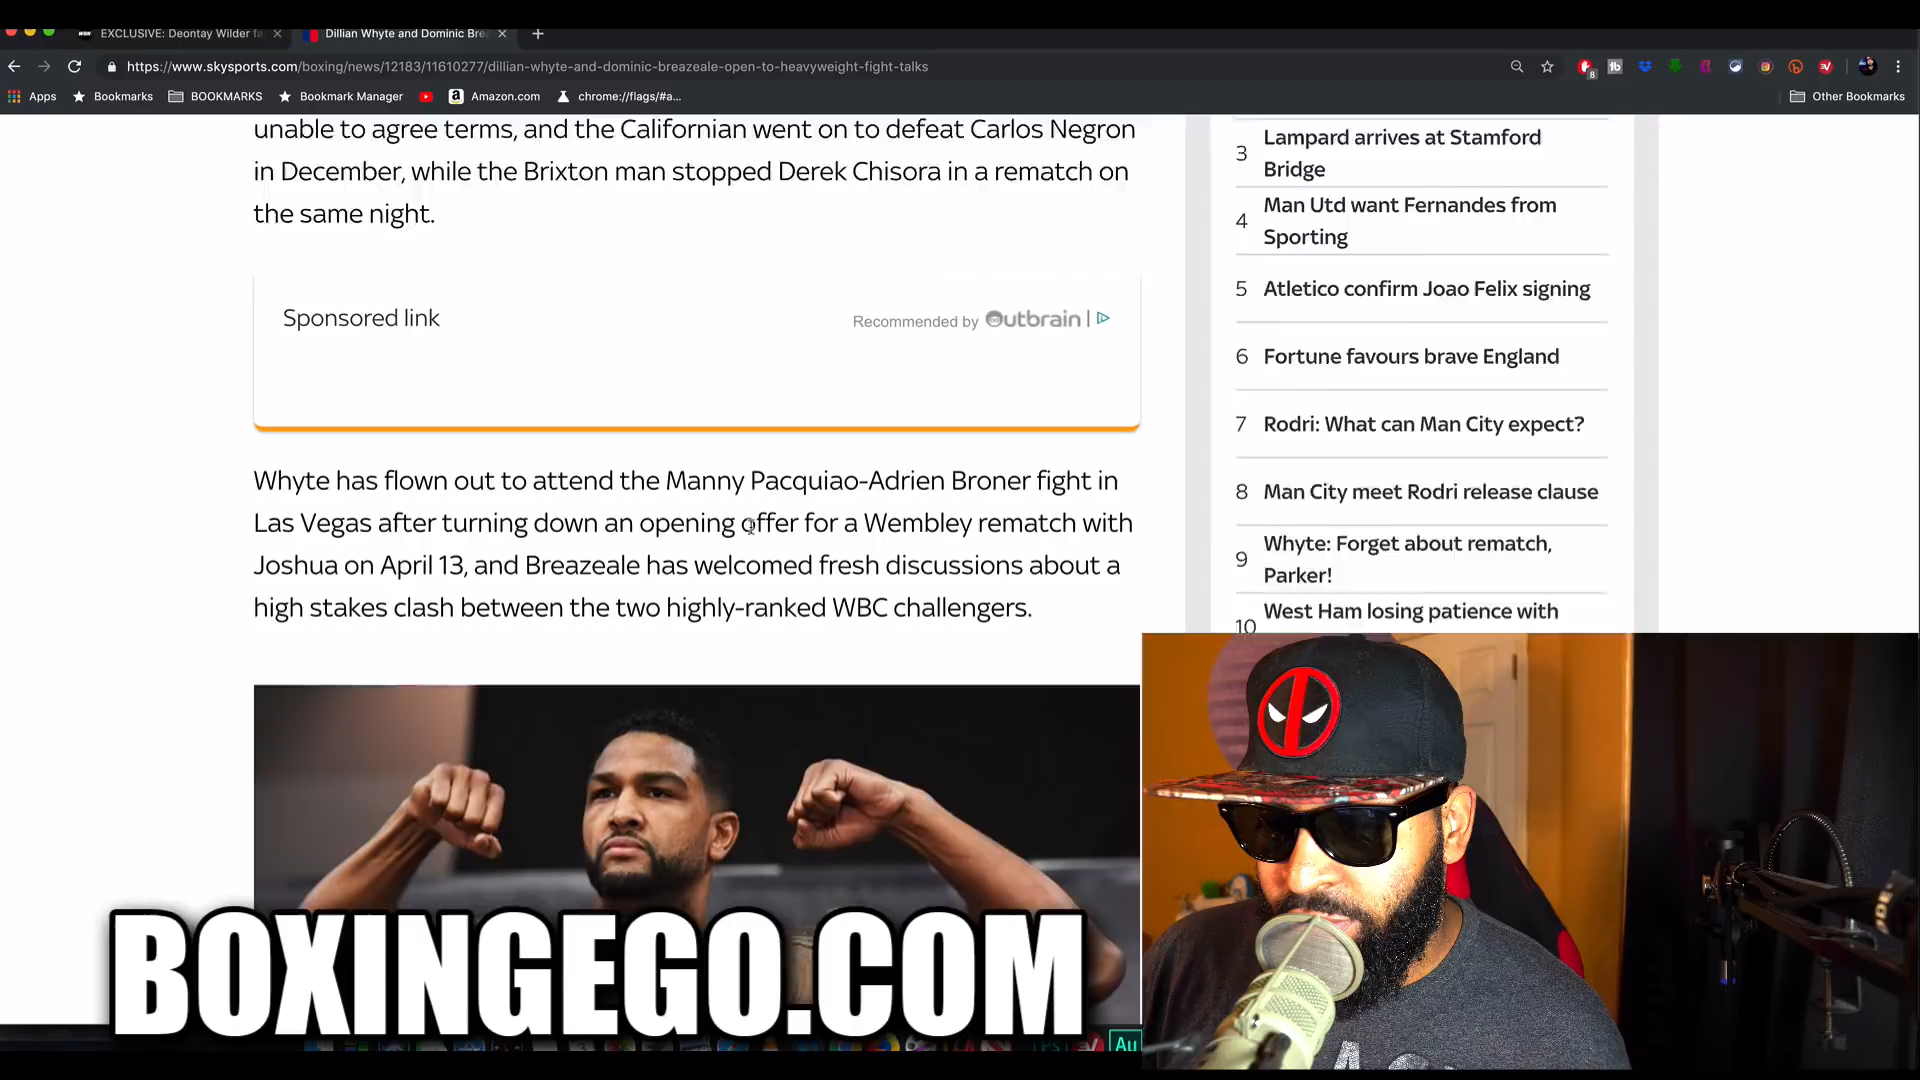 EXCLUSIVE: Deontay Wilder fa
Dillian Whyte and Dominic Bre
https://www.skysports.com/boxing/news/12183/11610277/dillian-whyte-and-dominic-breazeale-open-to-heavyweight-fight-talks
8
Apps
Bookmarks
BOOKMARKS
Bookmark Manager
Amazon.com
chrome://flags/#a...
Other Bookmarks
unable to agree terms, and the Californian went on to defeat Carlos Negron
in December, while the Brixton man stopped Derek Chisora in a rematch on
the same night.
Sponsored link
Recommended by Outbrain |
Whyte has flown out to attend the Manny Pacquiao-Adrien Broner fight in
Las Vegas after turning down an opening offer for a Wembley rematch with
Joshua on April 13, and Breazeale has welcomed fresh discussions about a
high stakes clash between the two highly-ranked WBC challengers.
3 Lampard arrives at Stamford
Bridge
4 Man Utd want Fernandes from
Sporting
5 Atletico confirm Joao Felix signing
6 Fortune favours brave England
7 Rodri: What can Man City expect?
8 Man City meet Rodri release clause
9 Whyte: Forget about rematch,
Parker!
10 West Ham losing patience with
BOXINGEGO.COM
Ps
Au